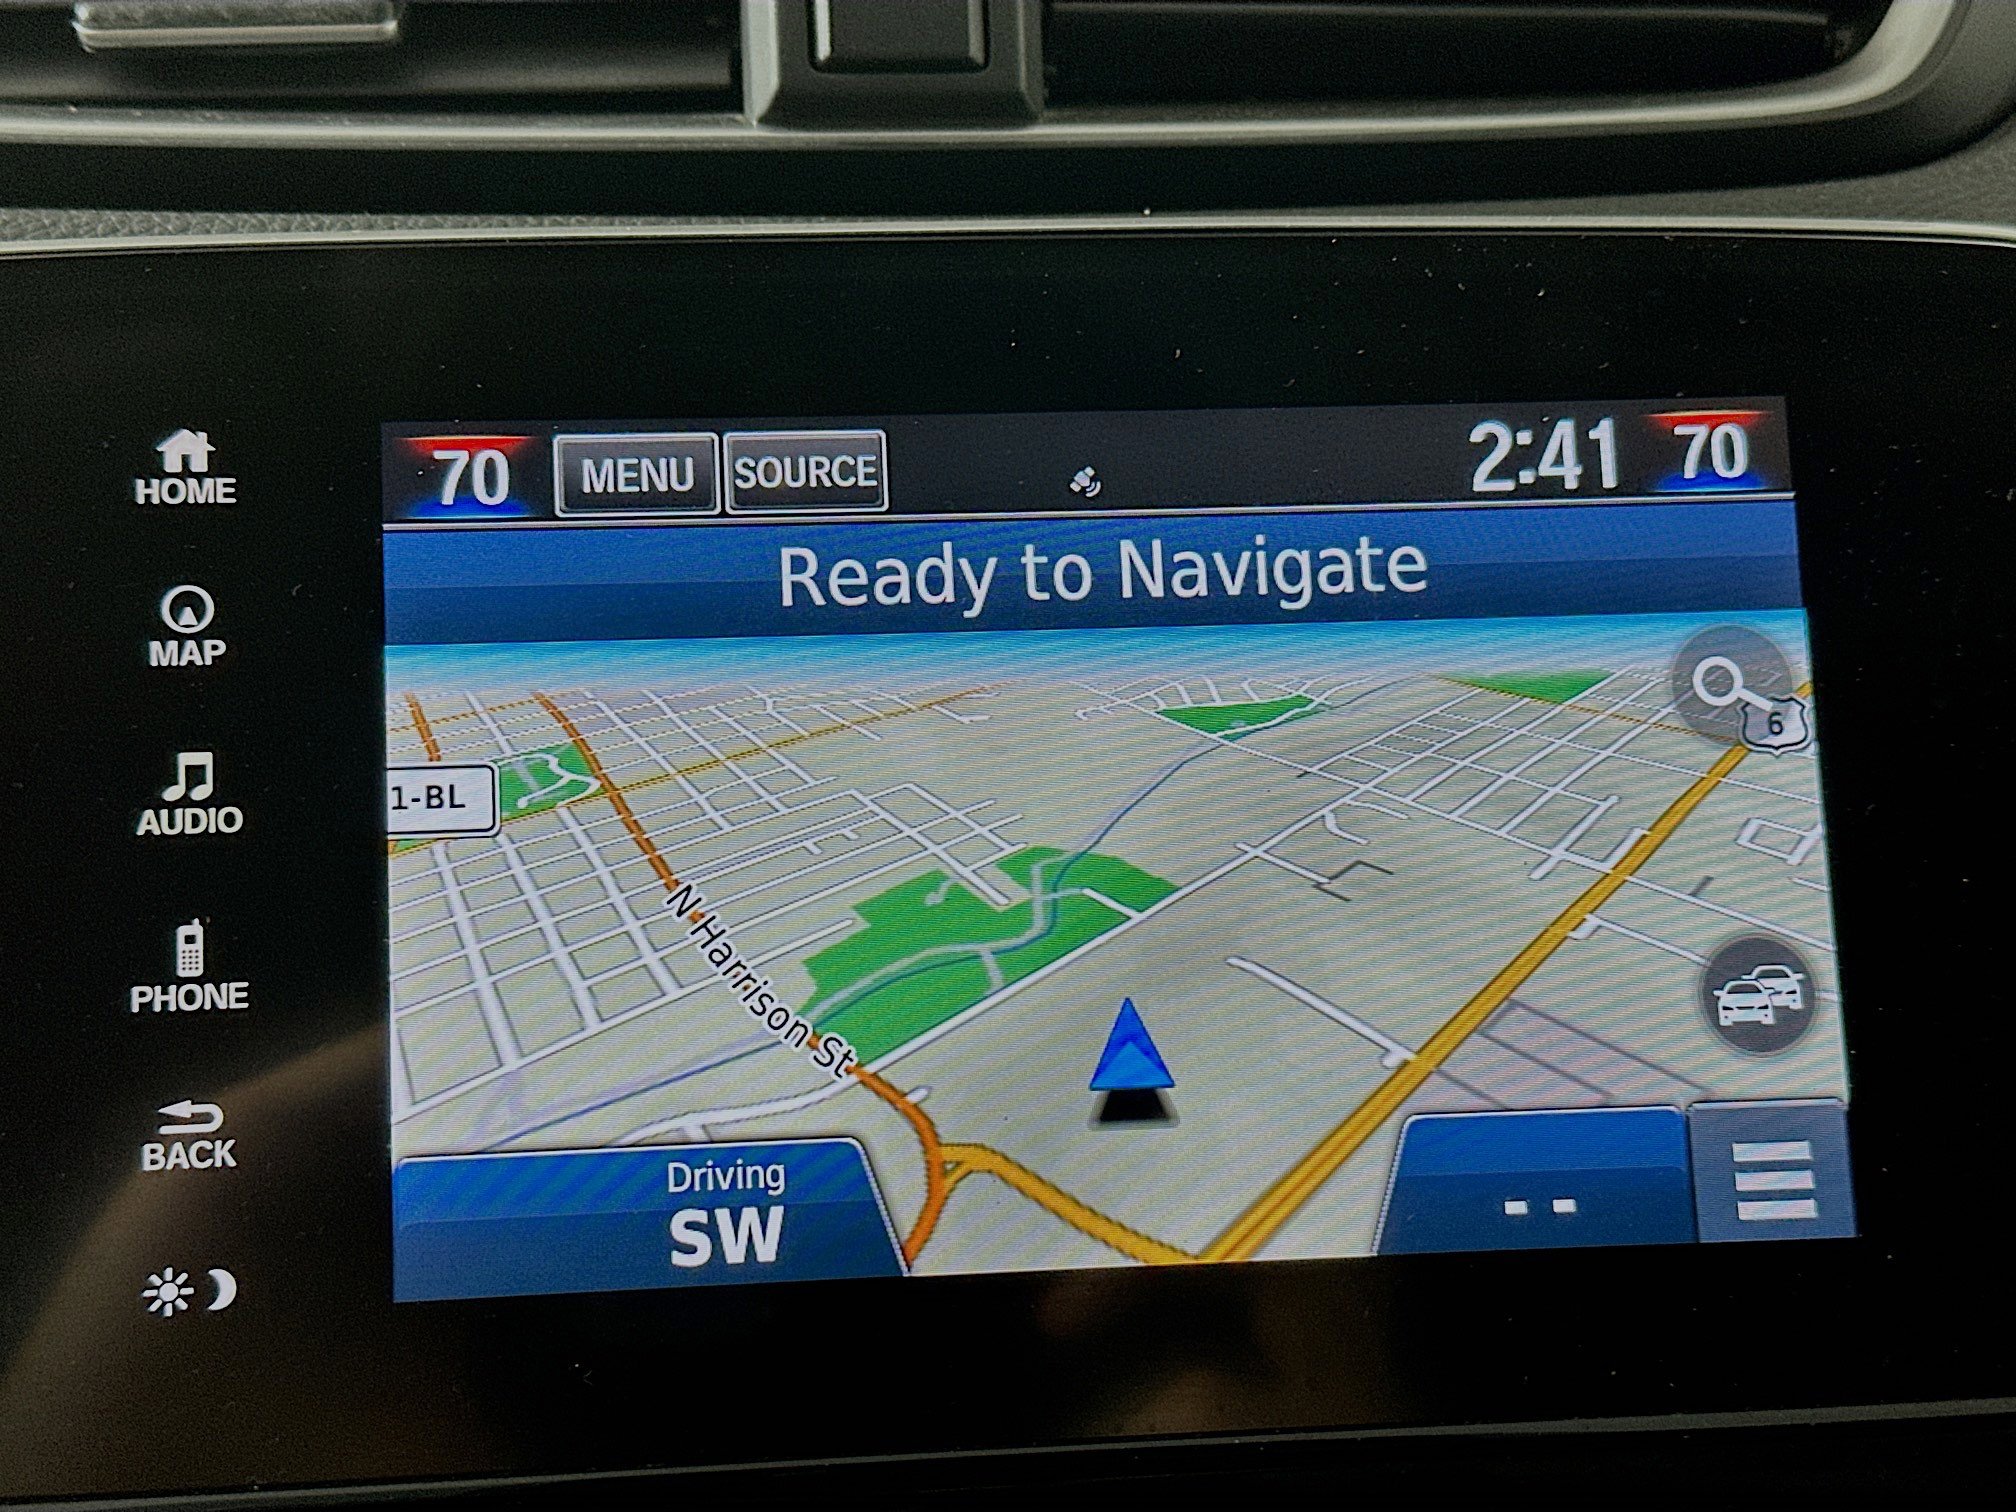 70 MENU SOURCE 2:41 70
Ready to Navigate
HOME
MAP
AUDIO
PHONE
BACK
6
1-BL
N Harrison St
Driving
SW
--